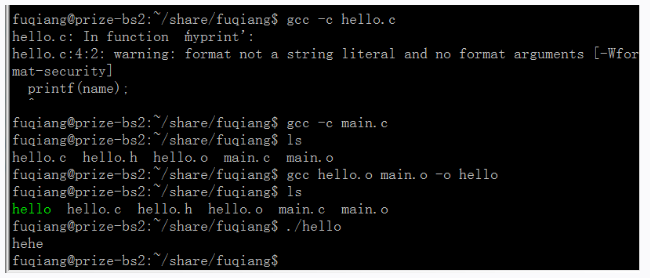 fuqiang@prize-bs2:~/share/fuqiang$ gcc -c hello.c
hello.c: In function ‘myprint’:
hello.c:4:2: warning: format not a string literal and no format arguments [-Wfor
mat-security]
  printf(name);
  ^
fuqiang@prize-bs2:~/share/fuqiang$ gcc -c main.c
fuqiang@prize-bs2:~/share/fuqiang$ ls
hello.c  hello.h  hello.o  main.c  main.o
fuqiang@prize-bs2:~/share/fuqiang$ gcc hello.o main.o -o hello
fuqiang@prize-bs2:~/share/fuqiang$ ls
hello  hello.c  hello.h  hello.o  main.c  main.o
fuqiang@prize-bs2:~/share/fuqiang$ ./hello
hehe
fuqiang@prize-bs2:~/share/fuqiang$